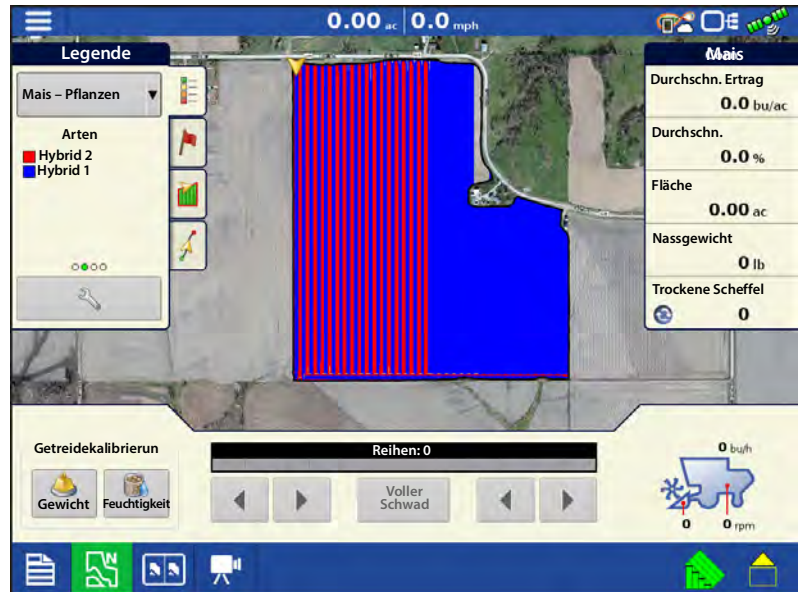 0.00 ac 0.0 mph
Legende
Mais – Pflanzen
Arten
Hybrid 2
Hybrid 1
Mais
Durchschn. Ertrag
0.0 bu/ac
Durchschn.
0.0 %
Fläche
0.00 ac
Nassgewicht
0 lb
Trockene Scheffel
0
Getreidekalibrierun
Gewicht
Feuchtigkeit
Reihen: 0
Voller
Schwad
0 bu/h
0
0 rpm
N